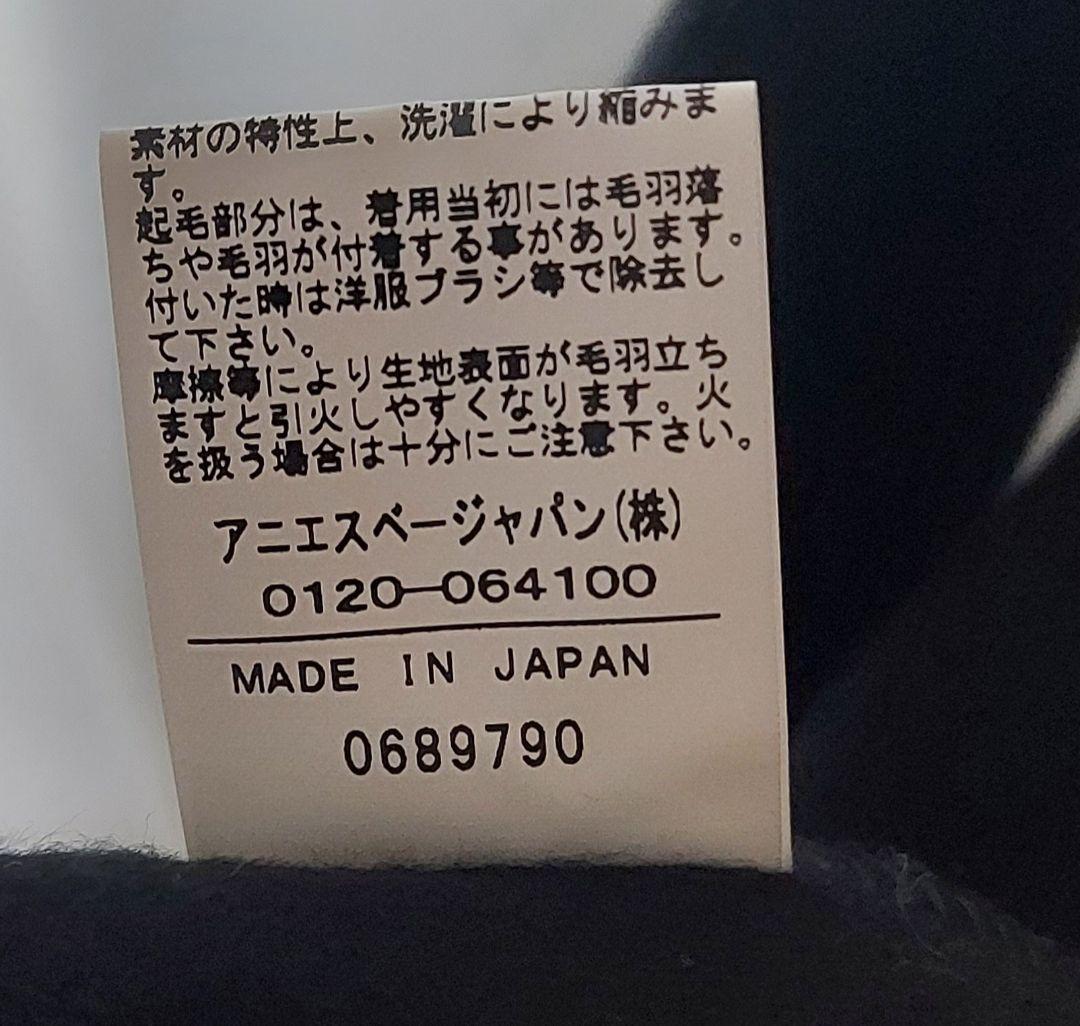 素材の特性上、洗濯により縮みま
す。
起毛部分は、着用当初には毛羽落
ちや毛羽が付着する事があります。
付いた時は洋服ブラシ等で除去し
て下さい。
摩擦等により生地表面が毛羽立ち
ますと引火しやすくなります。火
を扱う場合は十分にご注意下さい。
アニエスベージャパン(株)
0120-064100
MADE IN JAPAN
0689790